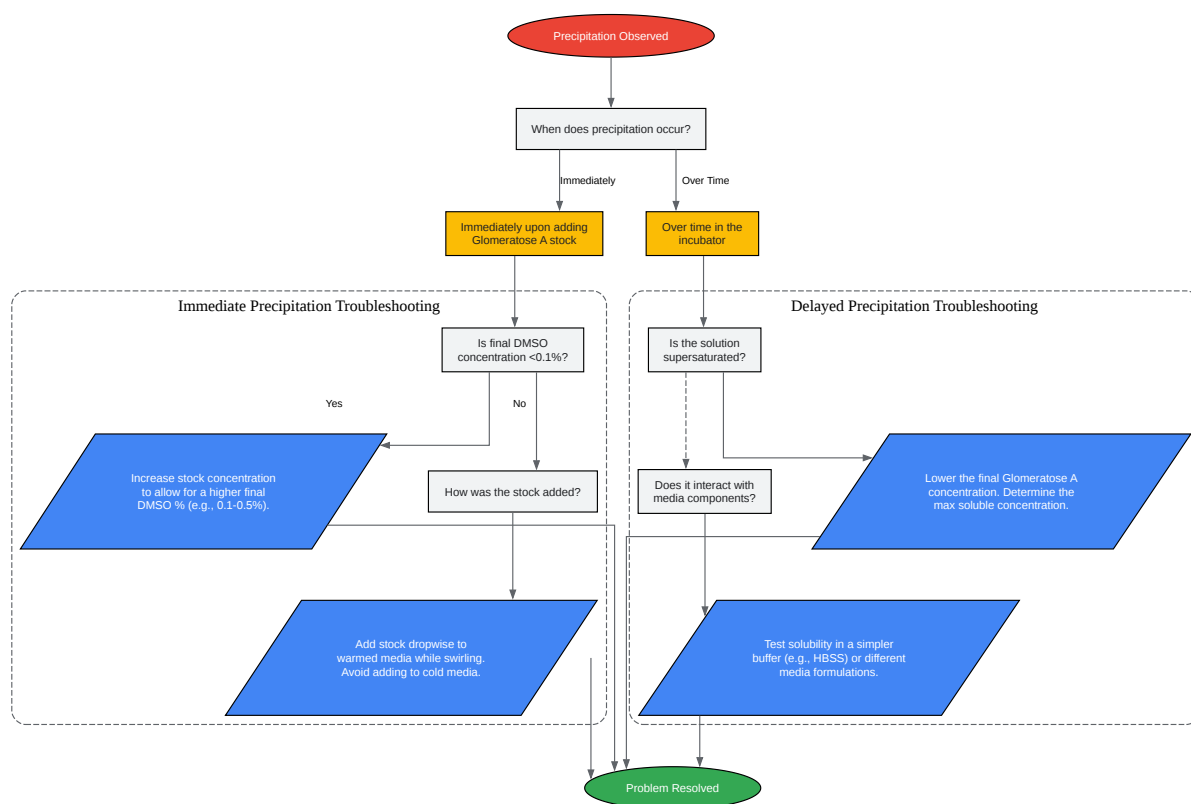 Precipitation Observed
When does precipitation occur?
Immediately
Over Time
Immediately upon adding
Glomeratose A stock
Over time in the
incubator
Immediate Precipitation Troubleshooting
Delayed Precipitation Troubleshooting
Is final DMSO
concentration <0.1%?
Is the solution
supersaturated?
Yes
No
Increase stock concentration
to allow for a higher final
DMSO % (e.g., 0.1-0.5%).
How was the stock added?
Does it interact with
media components?
Lower the final Glomeratose A
concentration. Determine the
max soluble concentration.
Add stock dropwise to
warmed media while swirling.
Avoid adding to cold media.
Test solubility in a simpler
buffer (e.g., HBSS) or different
media formulations.
Problem Resolved